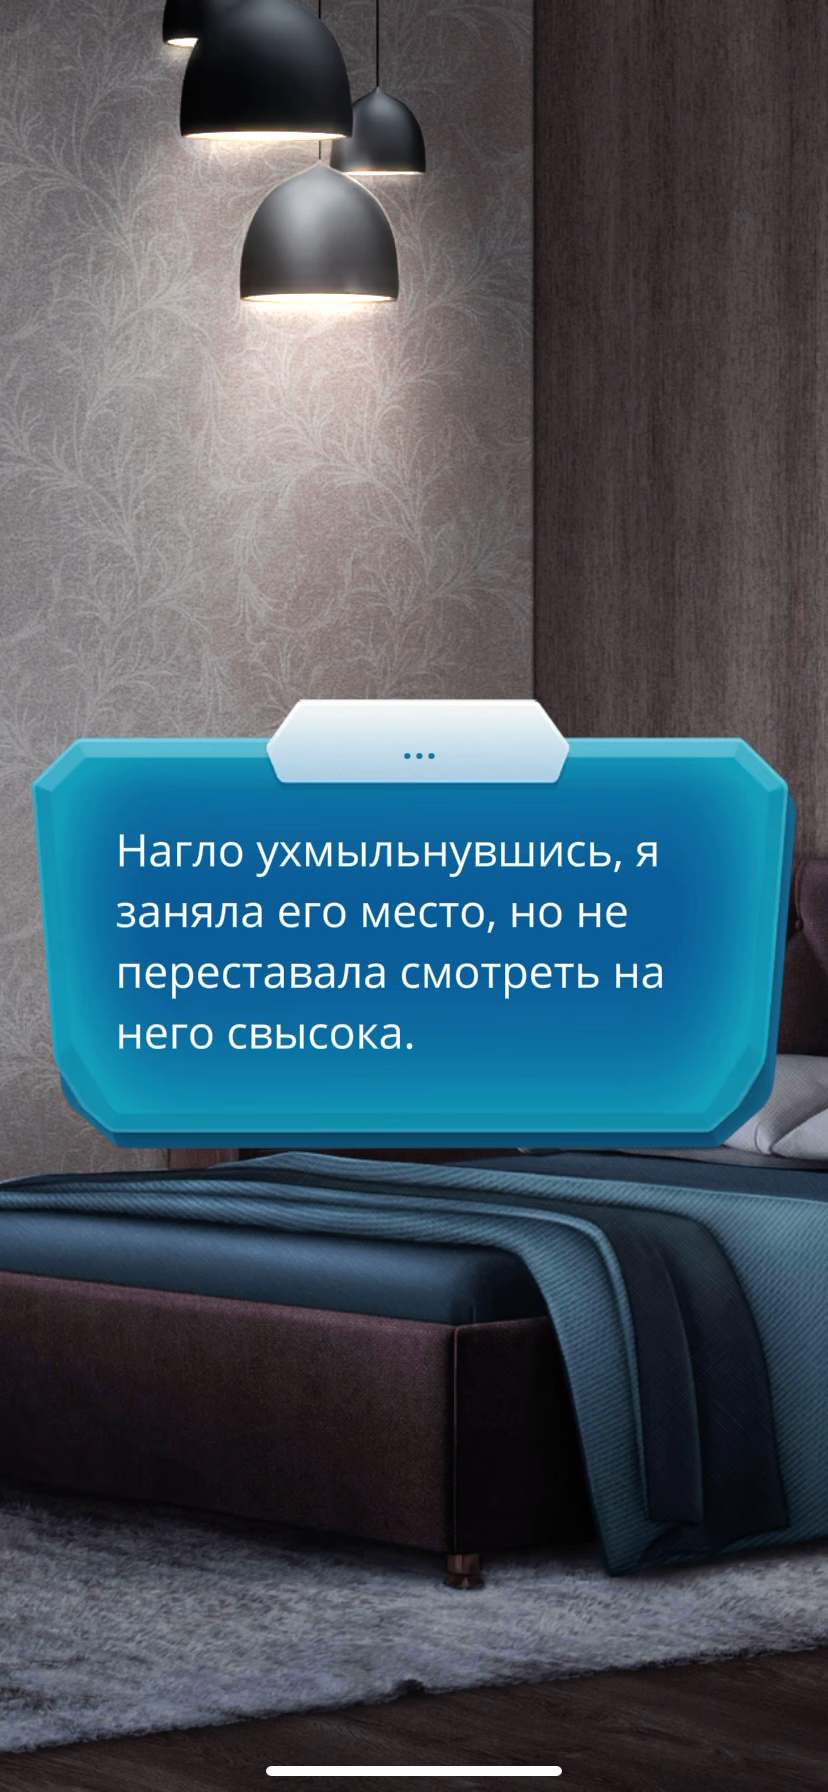 ...
Нагло ухмыльнувшись, я
заняла его место, но не
переставала смотреть на
него свысока.